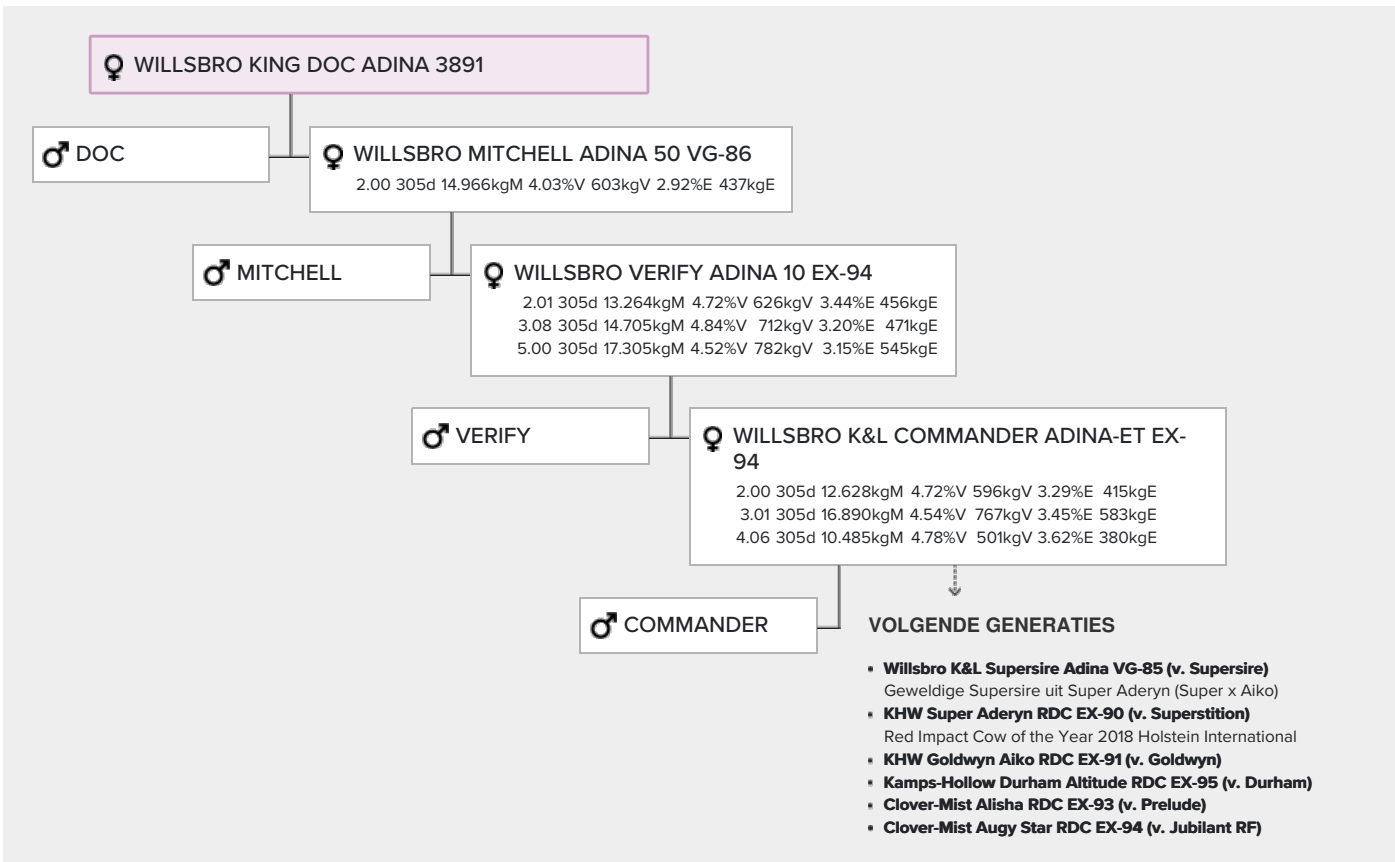 WILLSBRO KING DOC ADINA 3891
DOC
WILLSBRO MITCHELL ADINA 50 VG-86
2.00 305d 14.966kgM 4.03%V 603kgV 2.92%E 437kgE
MITCHELL
WILLSBRO VERIFY ADINA 10 EX-94
2.01 305d 13.264kgM 4.72%V 626kgV 3.44%E 456kgE
3.08 305d 14.705kgM 4.84%V 712kgV 3.20%E 471kgE
5.00 305d 17.305kgM 4.52%V 782kgV 3.15%E 545kgE
VERIFY
WILLSBRO K&L COMMANDER ADINA-ET EX-
94
2.00 305d 12.628kgM 4.72%V 596kgV 3.29%E 415kgE
3.01 305d 16.890kgM 4.54%V 767kgV 3.45%E 583kgE
4.06 305d 10.485kgM 4.78%V 501kgV 3.62%E 380kgE
COMMANDER
VOLGENDE GENERATIES
Willsbro K&L Supersire Adina VG-85 (v. Supersire)
Geweldige Supersire uit Super Aderyn (Super x Aiko)
KHW Super Aderyn RDC EX-90 (v. Superstition)
Red Impact Cow of the Year 2018 Holstein International
KHW Goldwyn Aiko RDC EX-91 (v. Goldwyn)
Kamps-Hollow Durham Altitude RDC EX-95 (v. Durham)
Clover-Mist Alisha RDC EX-93 (v. Prelude)
Clover-Mist Augy Star RDC EX-94 (v. Jubilant RF)